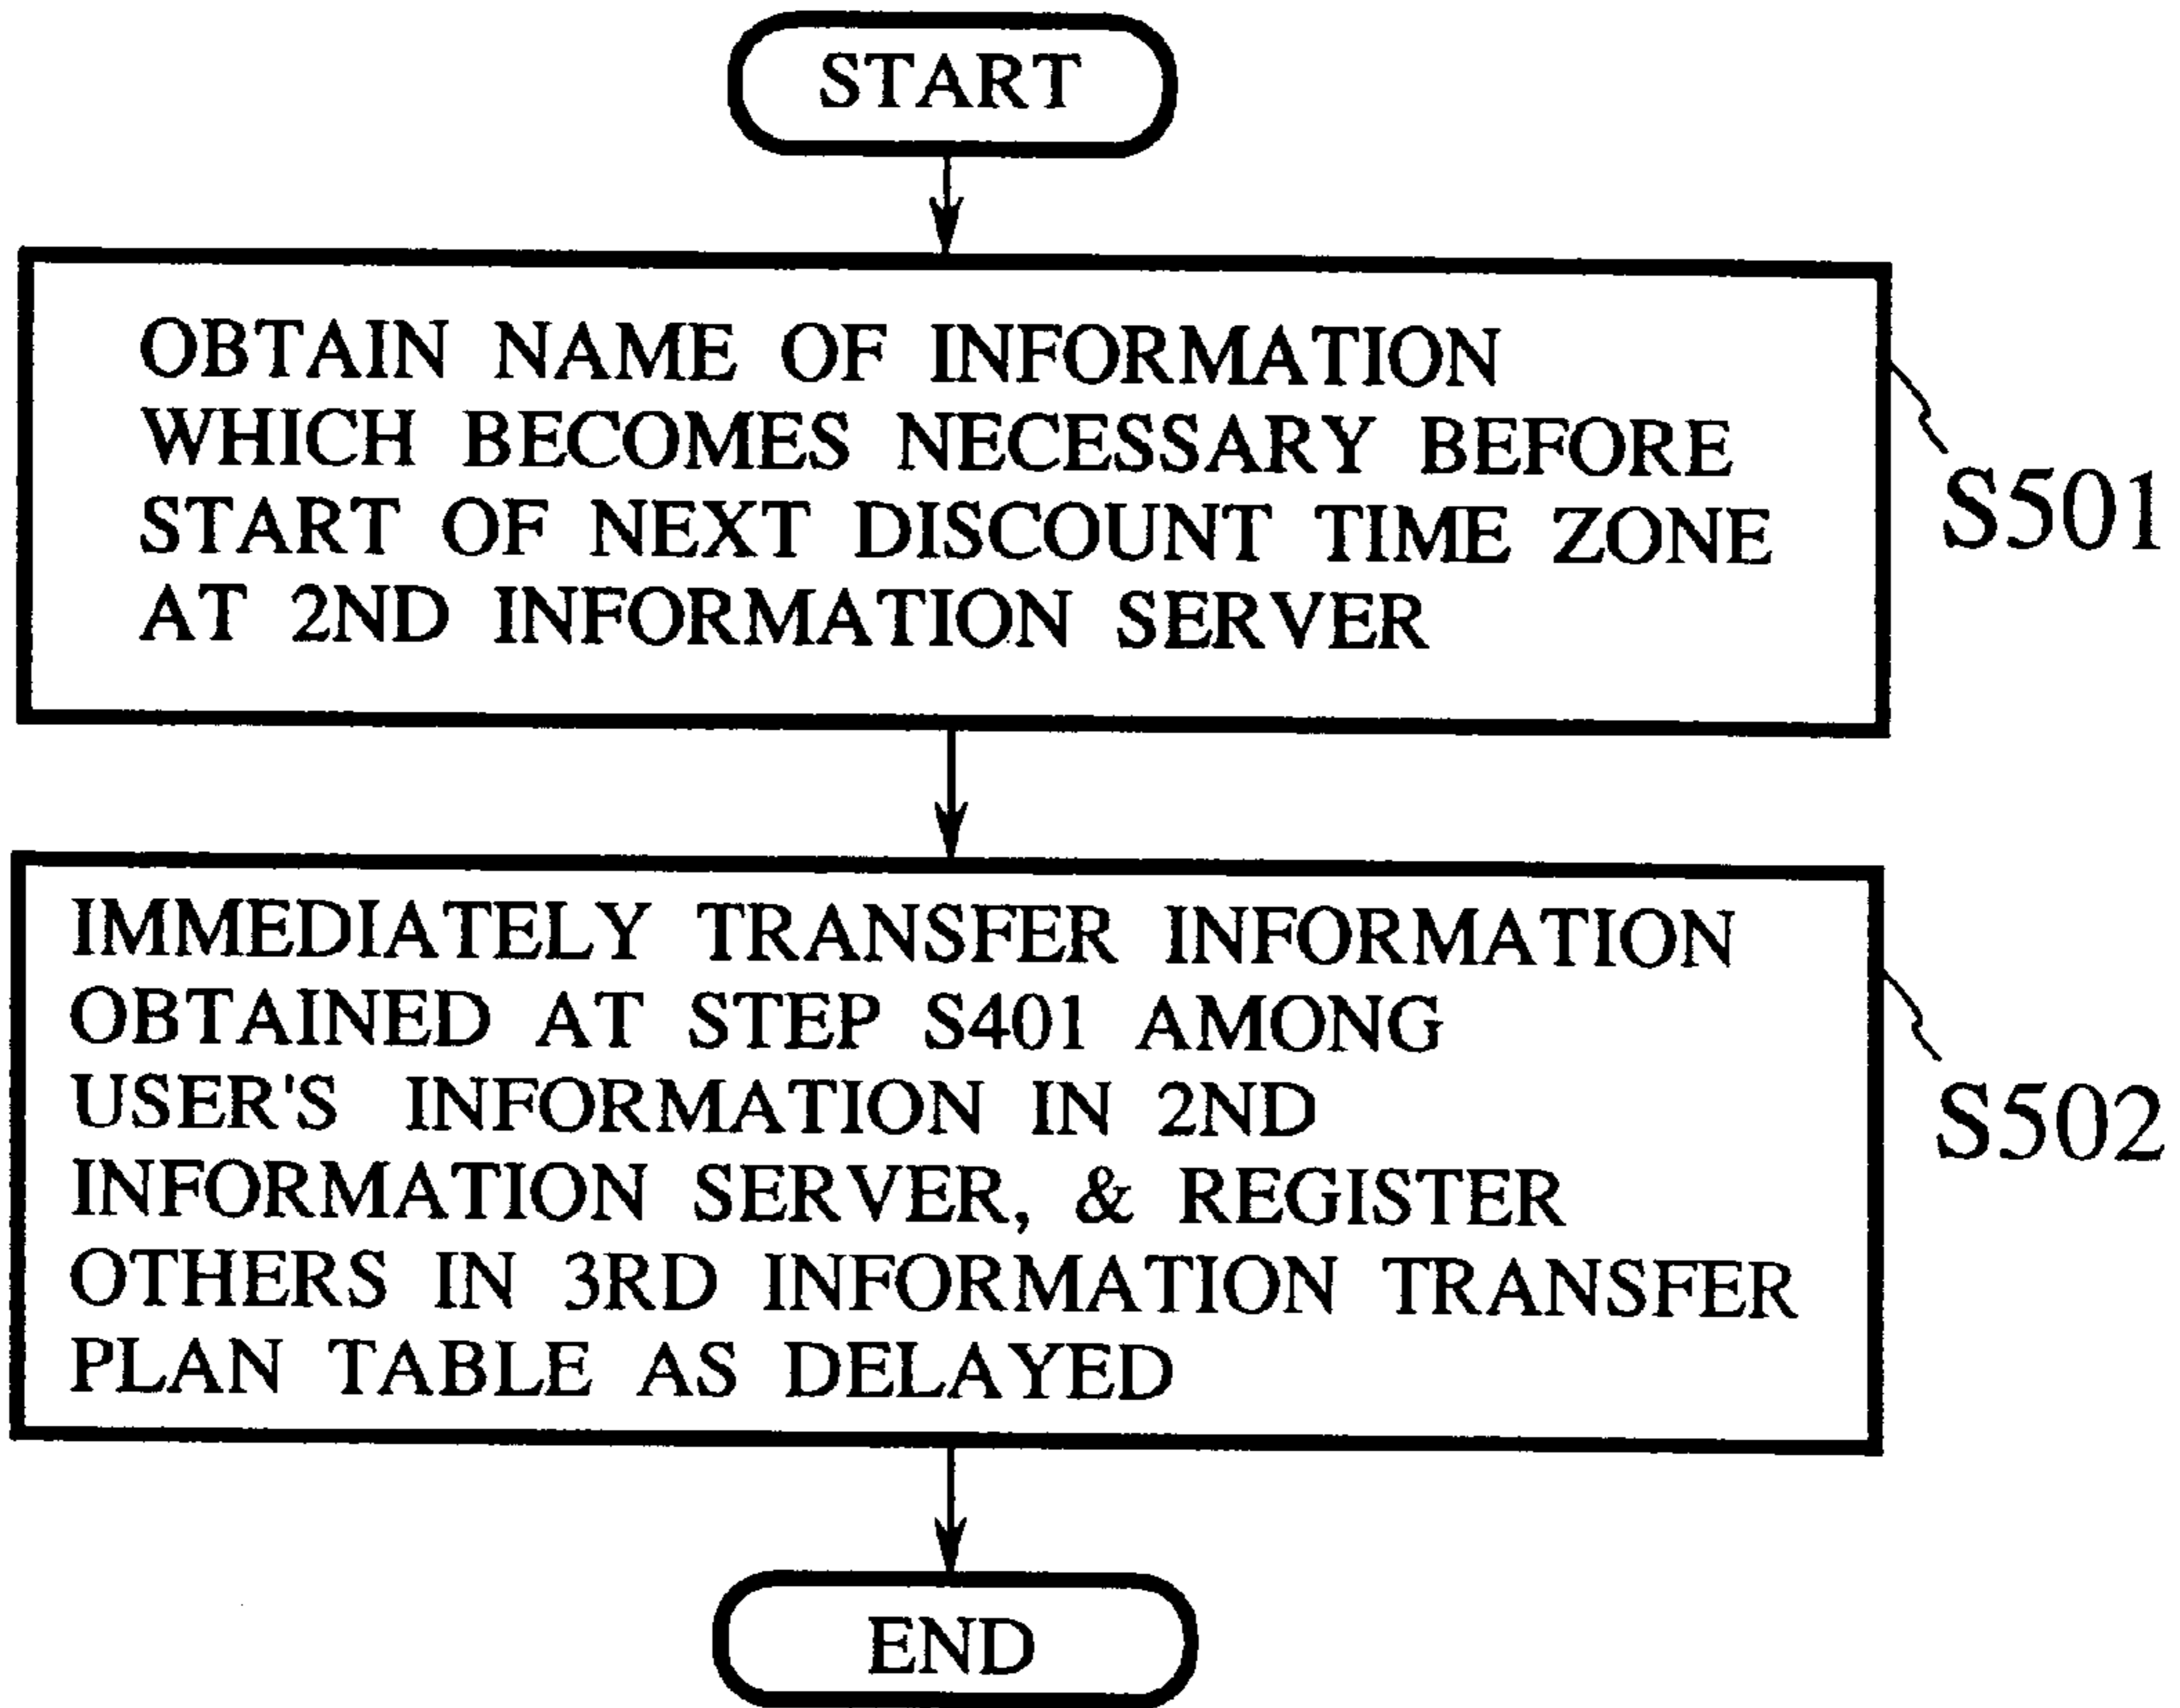 START
OBTAIN NAME OF INFORMATION
WHICH BECOMES NECESSARY BEFORE
START OF NEXT DISCOUNT TIME ZONE
AT 2ND INFORMATION SERVER
S501
IMMEDIATELY TRANSFER INFORMATION
OBTAINED AT STEP S401 AMONG
USER'S INFORMATION IN 2ND
INFORMATION SERVER, & REGISTER
OTHERS IN 3RD INFORMATION TRANSFER
PLAN TABLE AS DELAYED
S502
END